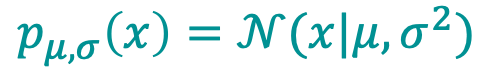 p_{μ,σ}(x) = 𝒩(x|μ, σ²)